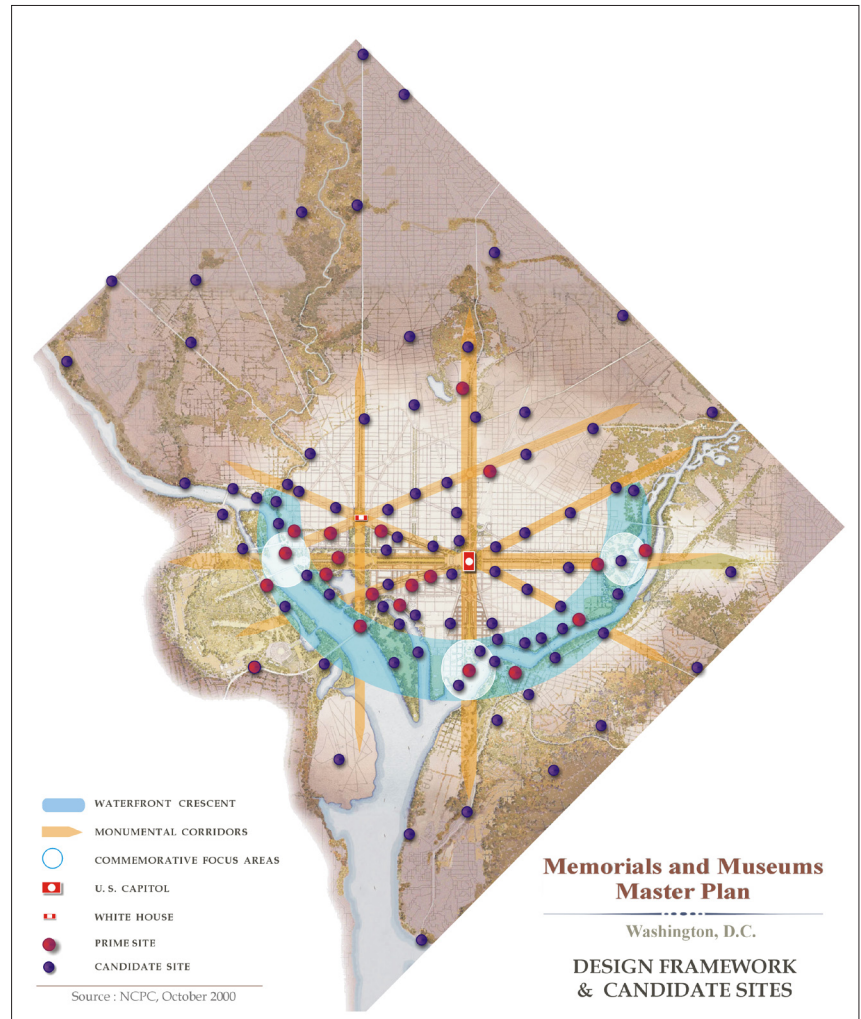 WATERFRONT CRESCENT
MONUMENTAL CORRIDORS
COMMEMORATIVE FOCUS AREAS
U. S. CAPITOL
WHITE HOUSE
PRIME SITE
CANDIDATE SITE
Source : NCPC, October 2000
Memorials and Museums
Master Plan
Washington, D.C.
DESIGN FRAMEWORK
& CANDIDATE SITES